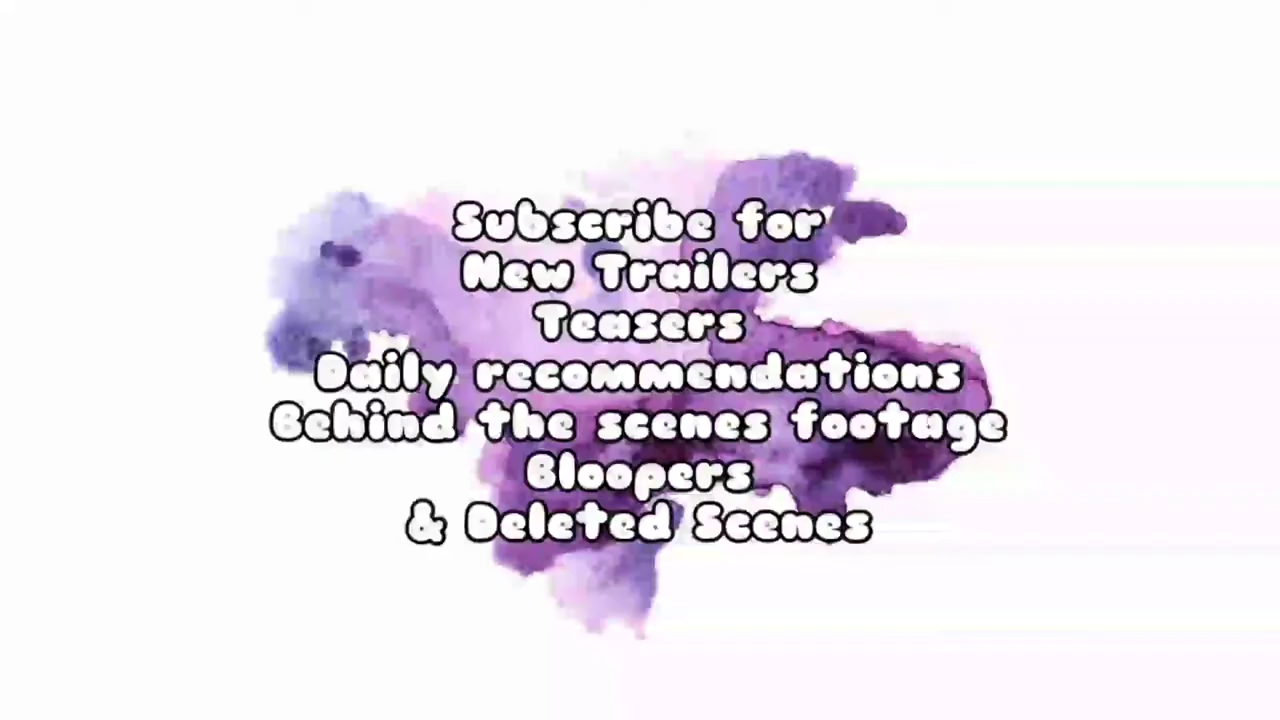 Subscribe for
New Trailers
Teasers
Daily recommendations
Behind the scenes footage
Bloopers
& Deleted Scenes